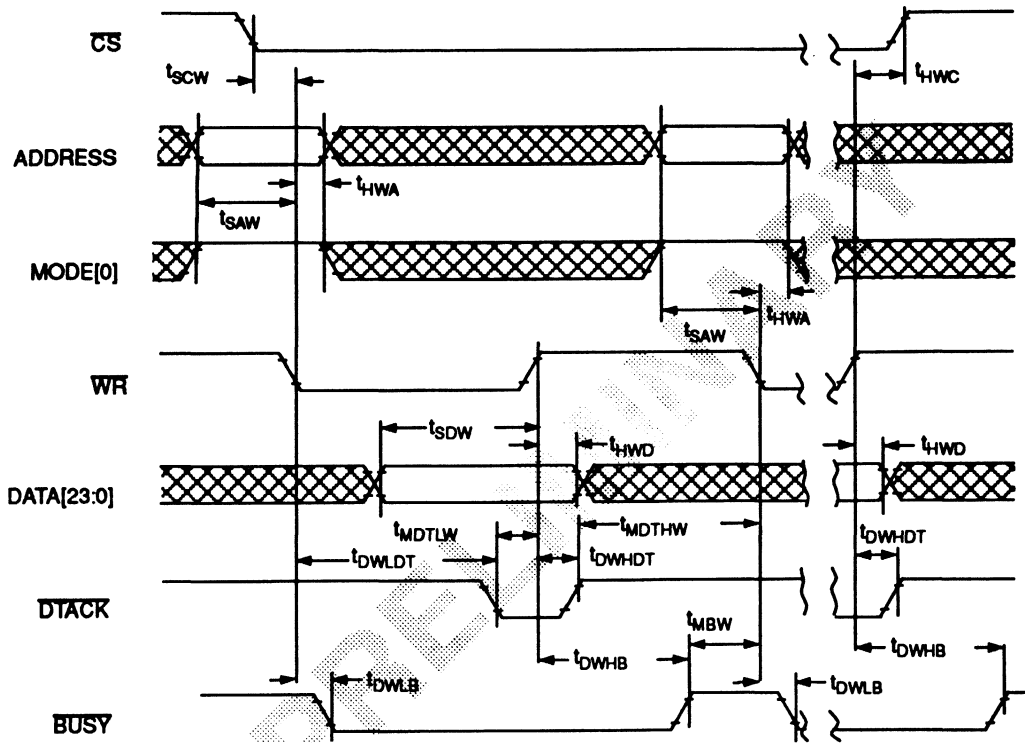 CS
tSCW
tHWC
ADDRESS
tHWA
tSAW
MODE[0]
tHWA
tSAW
WR
tSDW
tHWD
tHWD
DATA[23:0]
tMDTLW
tMDTHW
tDWHDT
tDWLDT
tDWHDT
DTACK
tMBW
tDWHB
tDWHB
tDWLB
tDWLB
BUSY
PRELIMINARY